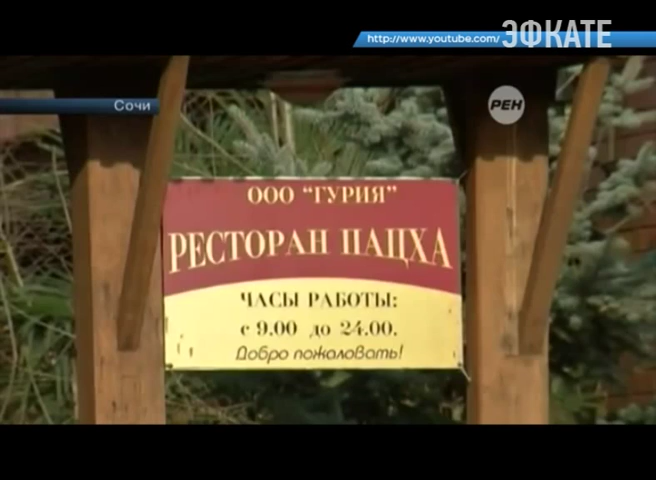 ЭФКАТЕ
http://www.youtube.com/
Сочи
РЕН
ООО "ГУРИЯ"
РЕСТОРАН ПАЦХА
ЧАСЫ РАБОТЫ:
с 9.00 до 24.00.
Добро пожаловать!